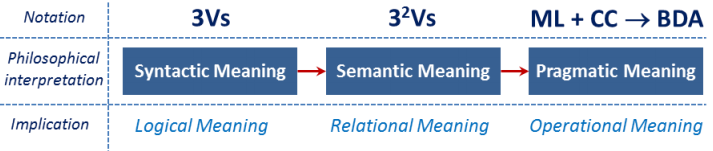 Notation 3Vs 3²Vs ML + CC → BDA
Philosophical
interpretation Syntactic Meaning Semantic Meaning Pragmatic Meaning
Implication Logical Meaning Relational Meaning Operational Meaning